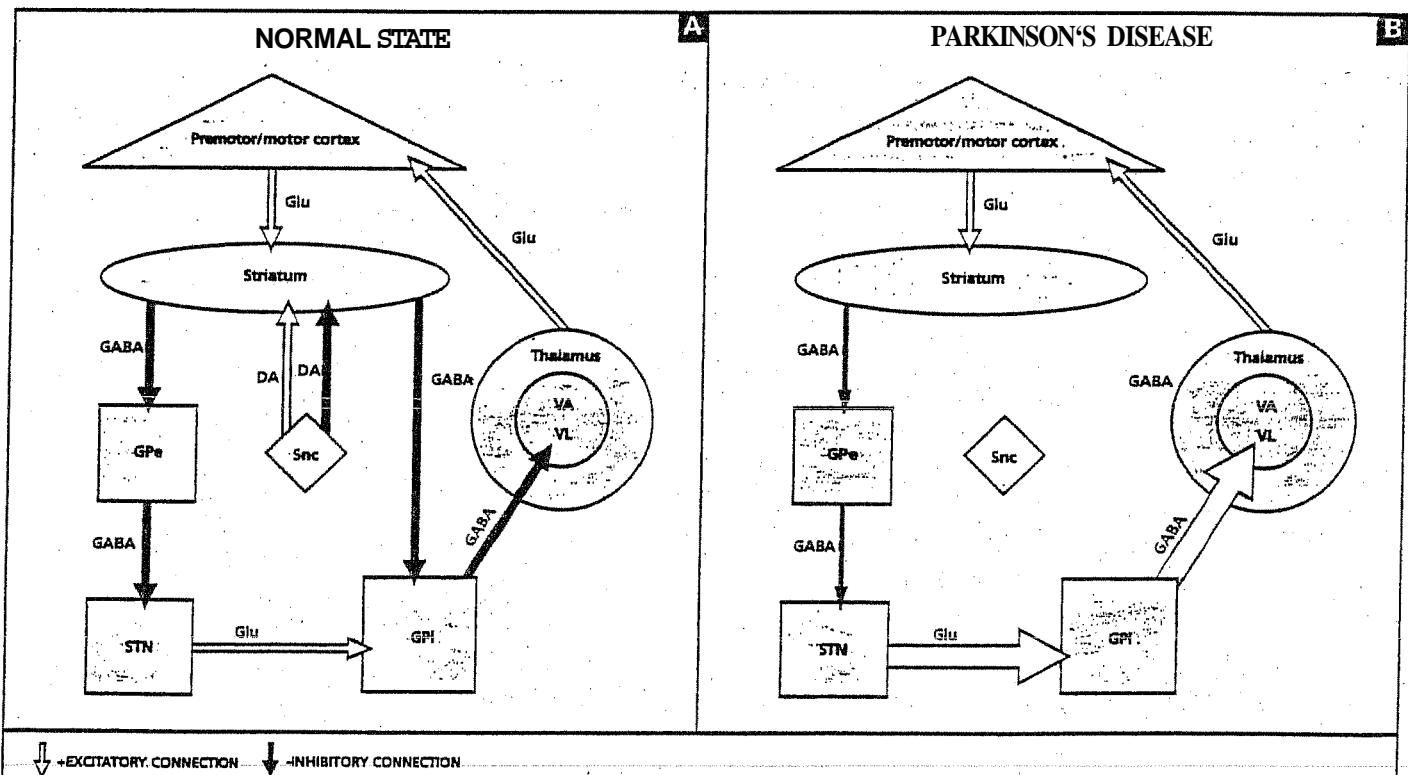 NORMAL STATE
A
Premotor/motor cortex
Glu
Glu
Striatum
GABA
DA
DA
GABA
Thalamus
VA
VL
GPe
Snc
GABA
GABA
STN
Glu
GPi
PARKINSON'S DISEASE
B
Premotor/motor cortex
Glu
Glu
Striatum
GABA
GABA
Thalamus
VA
VL
GPe
Snc
GABA
GABA
STN
Glu
GPi
+EXCITATORY. CONNECTION -INHIBITORY CONNECTION